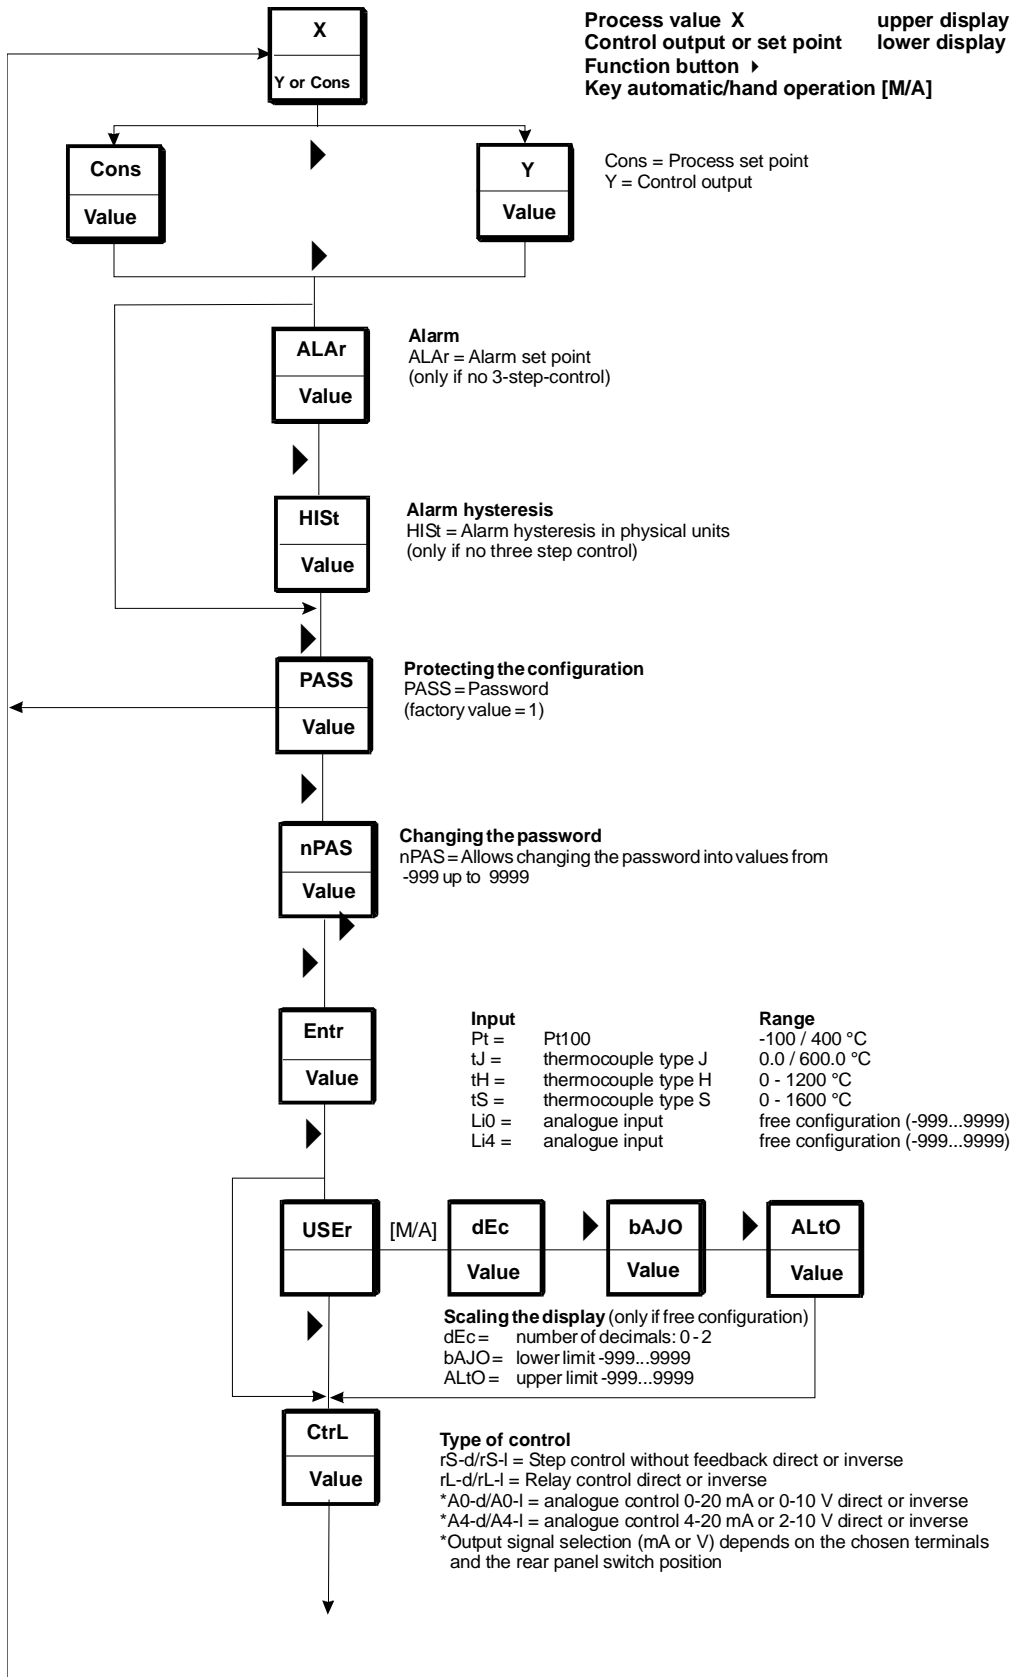 X
Y or Cons
Process value X upper display
Control output or set point lower display
Function button
Key automatic/hand operation [M/A]
Cons
Value
Y
Value
Cons = Process set point
Y = Control output
ALAr
Value
Alarm
ALAr = Alarm set point
(only if no 3-step-control)
HISt
Value
Alarm hysteresis
HISt = Alarm hysteresis in physical units
(only if no three step control)
PASS
Value
Protecting the configuration
PASS = Password
(factory value = 1)
nPAS
Value
Changing the password
nPAS = Allows changing the password into values from
-999 up to 9999
Entr
Value
Input Range
Pt = Pt100 -100 / 400 °C
tJ = thermocouple type J 0.0 / 600.0 °C
tH = thermocouple type H 0 - 1200 °C
tS = thermocouple type S 0 - 1600 °C
Li0 = analogue input free configuration (-999...9999)
Li4 = analogue input free configuration (-999...9999)
USEr
[M/A]
dEc
Value
bAJO
Value
ALtO
Value
Scaling the display (only if free configuration)
dEc = number of decimals: 0 - 2
bAJO = lower limit -999...9999
ALtO = upper limit -999...9999
CtrL
Value
Type of control
rS-d/rS-I = Step control without feedback direct or inverse
rL-d/rL-I = Relay control direct or inverse
*A0-d/A0-I = analogue control 0-20 mA or 0-10 V direct or inverse
*A4-d/A4-I = analogue control 4-20 mA or 2-10 V direct or inverse
*Output signal selection (mA or V) depends on the chosen terminals
and the rear panel switch position